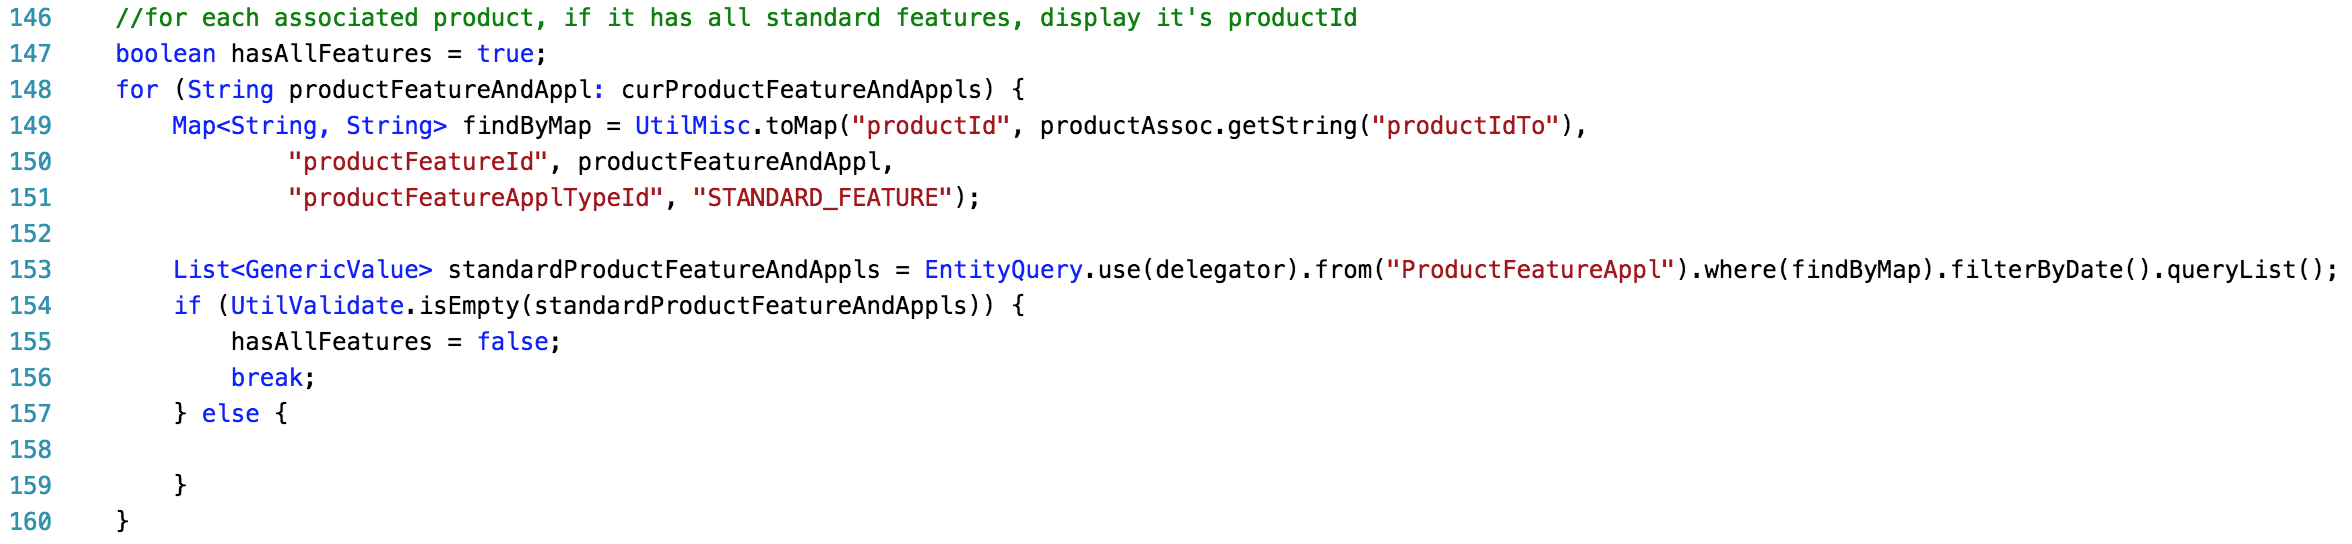 146 //for each associated product, if it has all standard features, display it's productId
147 boolean hasAllFeatures = true;
148 for (String productFeatureAndAppl: curProductFeatureAndAppls) {
149 Map<String, String> findByMap = UtilMisc.toMap("productId", productAssoc.getString("productIdTo"),
150 "productFeatureId", productFeatureAndAppl,
151 "productFeatureApplTypeId", "STANDARD_FEATURE");
152
153 List<GenericValue> standardProductFeatureAndAppls = EntityQuery.use(delegator).from("ProductFeatureAppl").where(findByMap).filterByDate().queryList();
154 if (UtilValidate.isEmpty(standardProductFeatureAndAppls)) {
155 hasAllFeatures = false;
156 break;
157 } else {
158
159 }
160 }